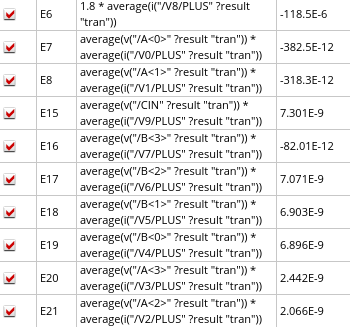 E6
1.8 * average(i("/V8/PLUS" ?result
"tran"))
-118.5E-6
E7
average(v("/A<0>" ?result "tran")) *
average(i("/V0/PLUS" ?result "tran"))
-382.5E-12
E8
average(v("/A<1>" ?result "tran")) *
average(i("/V1/PLUS" ?result "tran"))
-318.3E-12
E15
average(v("/CIN" ?result "tran")) *
average(i("/V9/PLUS" ?result "tran"))
7.301E-9
E16
average(v("/B<3>" ?result "tran")) *
average(i("/V7/PLUS" ?result "tran"))
-82.01E-12
E17
average(v("/B<2>" ?result "tran")) *
average(i("/V6/PLUS" ?result "tran"))
7.071E-9
E18
average(v("/B<1>" ?result "tran")) *
average(i("/V5/PLUS" ?result "tran"))
6.903E-9
E19
average(v("/B<0>" ?result "tran")) *
average(i("/V4/PLUS" ?result "tran"))
6.896E-9
E20
average(v("/A<3>" ?result "tran")) *
average(i("/V3/PLUS" ?result "tran"))
2.442E-9
E21
average(v("/A<2>" ?result "tran")) *
average(i("/V2/PLUS" ?result "tran"))
2.066E-9